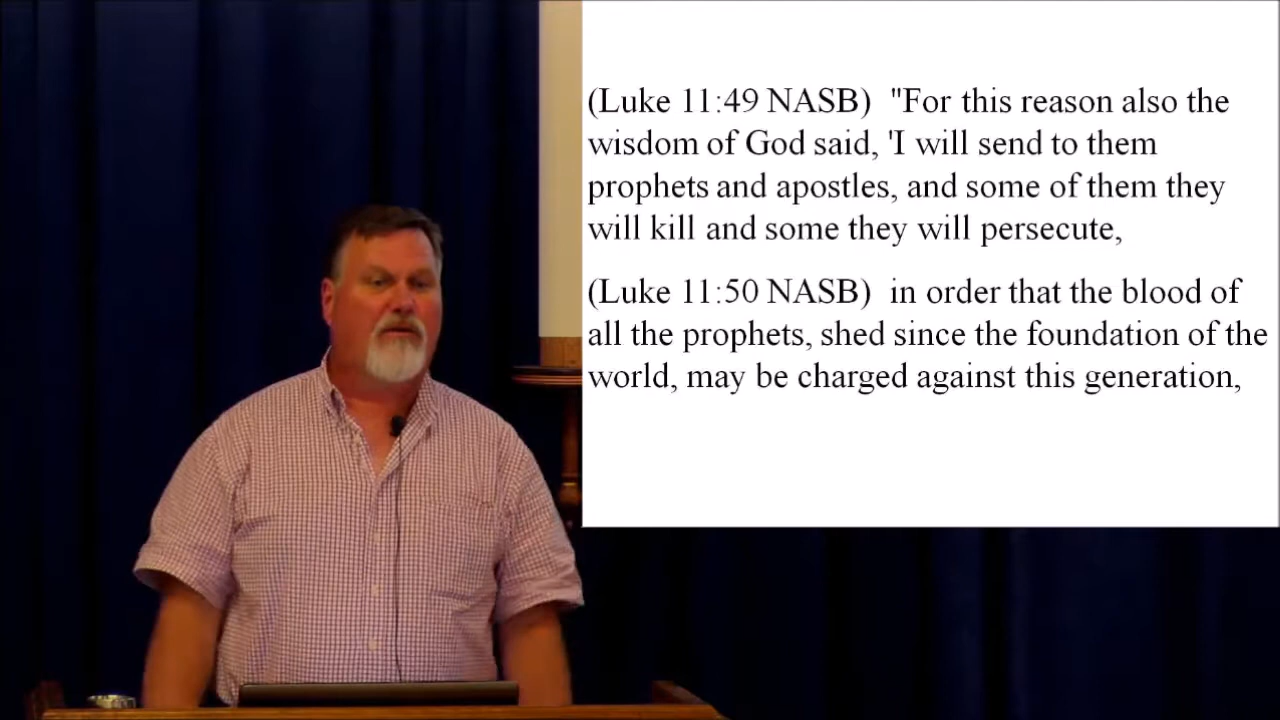 (Luke 11:49 NASB)  "For this reason also the
wisdom of God said, 'I will send to them
prophets and apostles, and some of them they
will kill and some they will persecute,
(Luke 11:50 NASB)  in order that the blood of
all the prophets, shed since the foundation of the
world, may be charged against this generation,